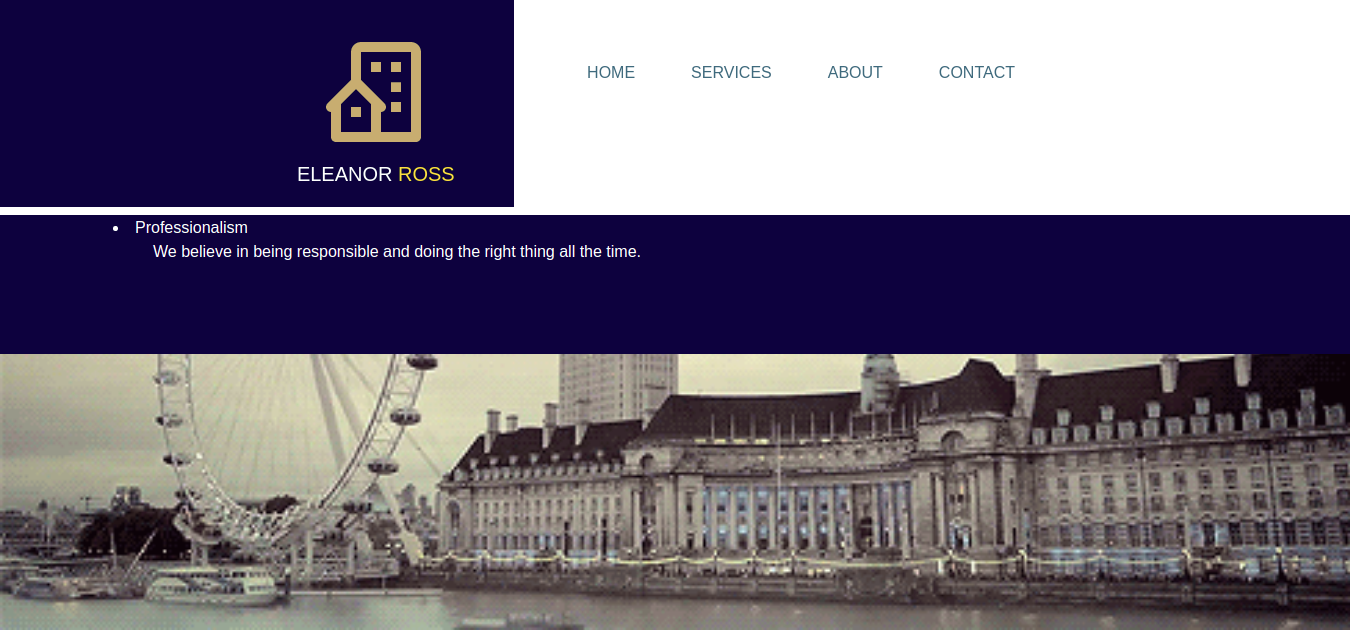 HOME SERVICES ABOUT CONTACT
ELEANOR ROSS
• Professionalism
We believe in being responsible and doing the right thing all the time.